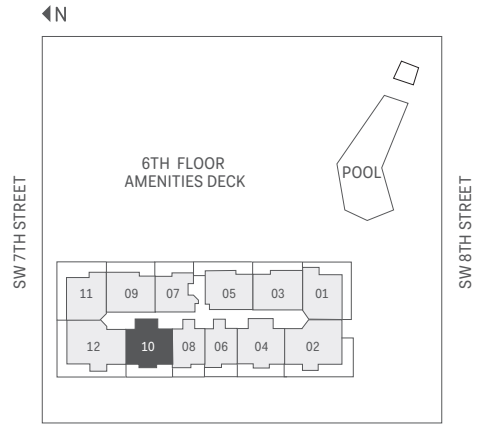 N
6TH FLOOR
AMENITIES DECK
POOL
SW 7TH STREET
SW 8TH STREET
11
09
07
05
03
01
12
10
08
06
04
02